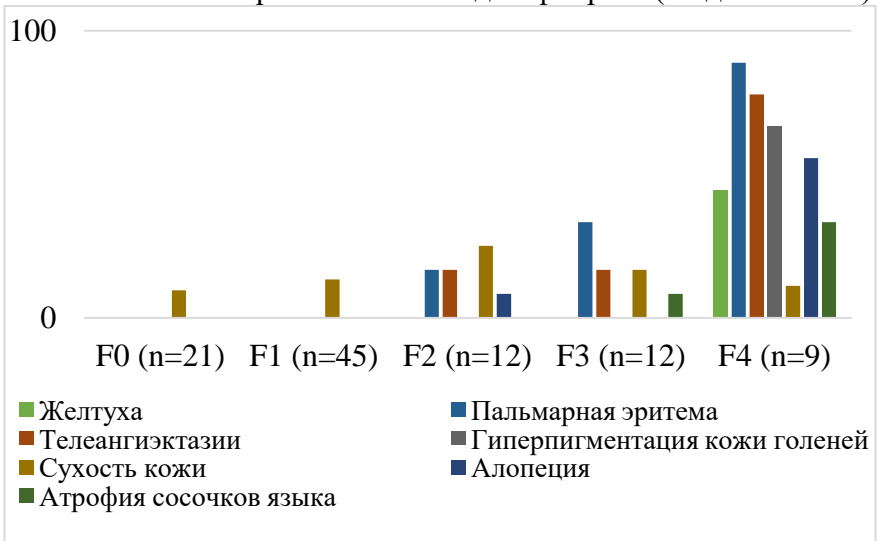 100
0
F0 (n=21) F1 (n=45) F2 (n=12) F3 (n=12) F4 (n=9)
Желтуха Пальмарная эритема
Телеангиэктазии Гиперпигментация кожи голеней
Сухость кожи Алопеция
Атрофия сосочков языка